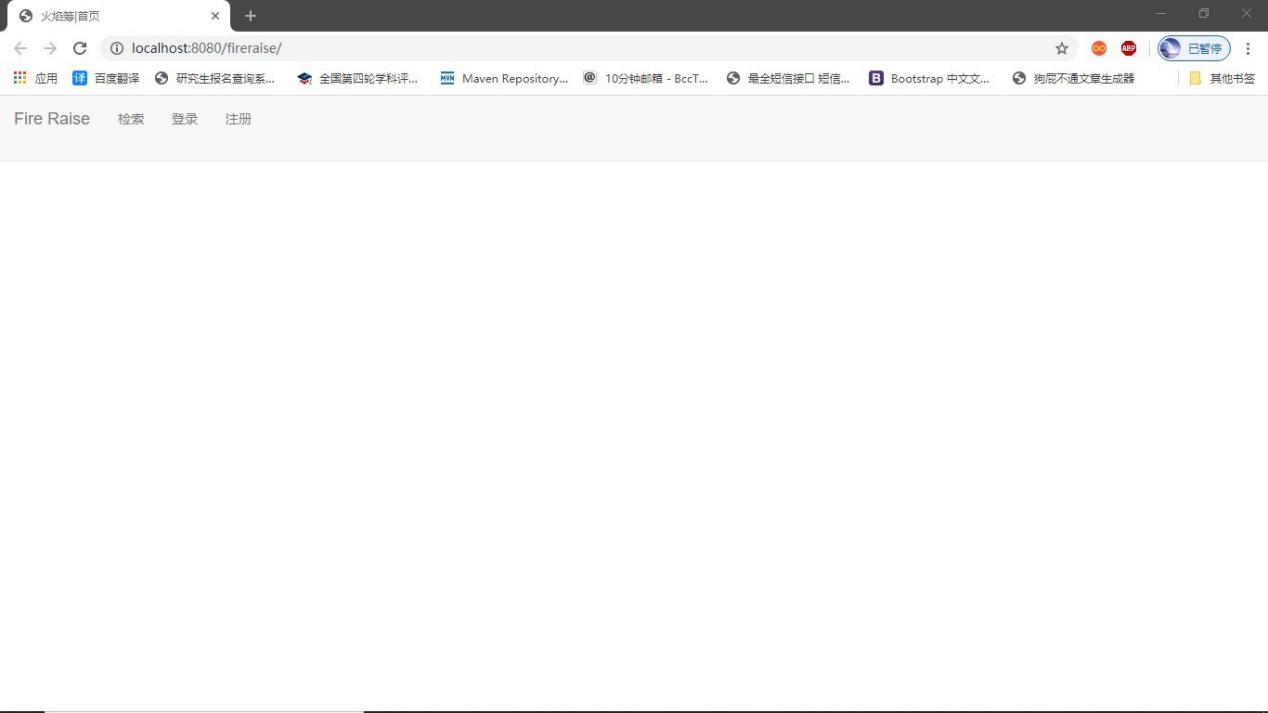 火焰筹|首页
localhost:8080/fireraise/
ABP
已暂停
应用
译 百度翻译
研究生报名查询系...
全国第四轮学科评...
MVN Maven Repository...
@ 10分钟邮箱 - BccT...
最全短信接口 短信...
B Bootstrap 中文文...
狗屁不通文章生成器
其他书签
Fire Raise 检索 登录 注册